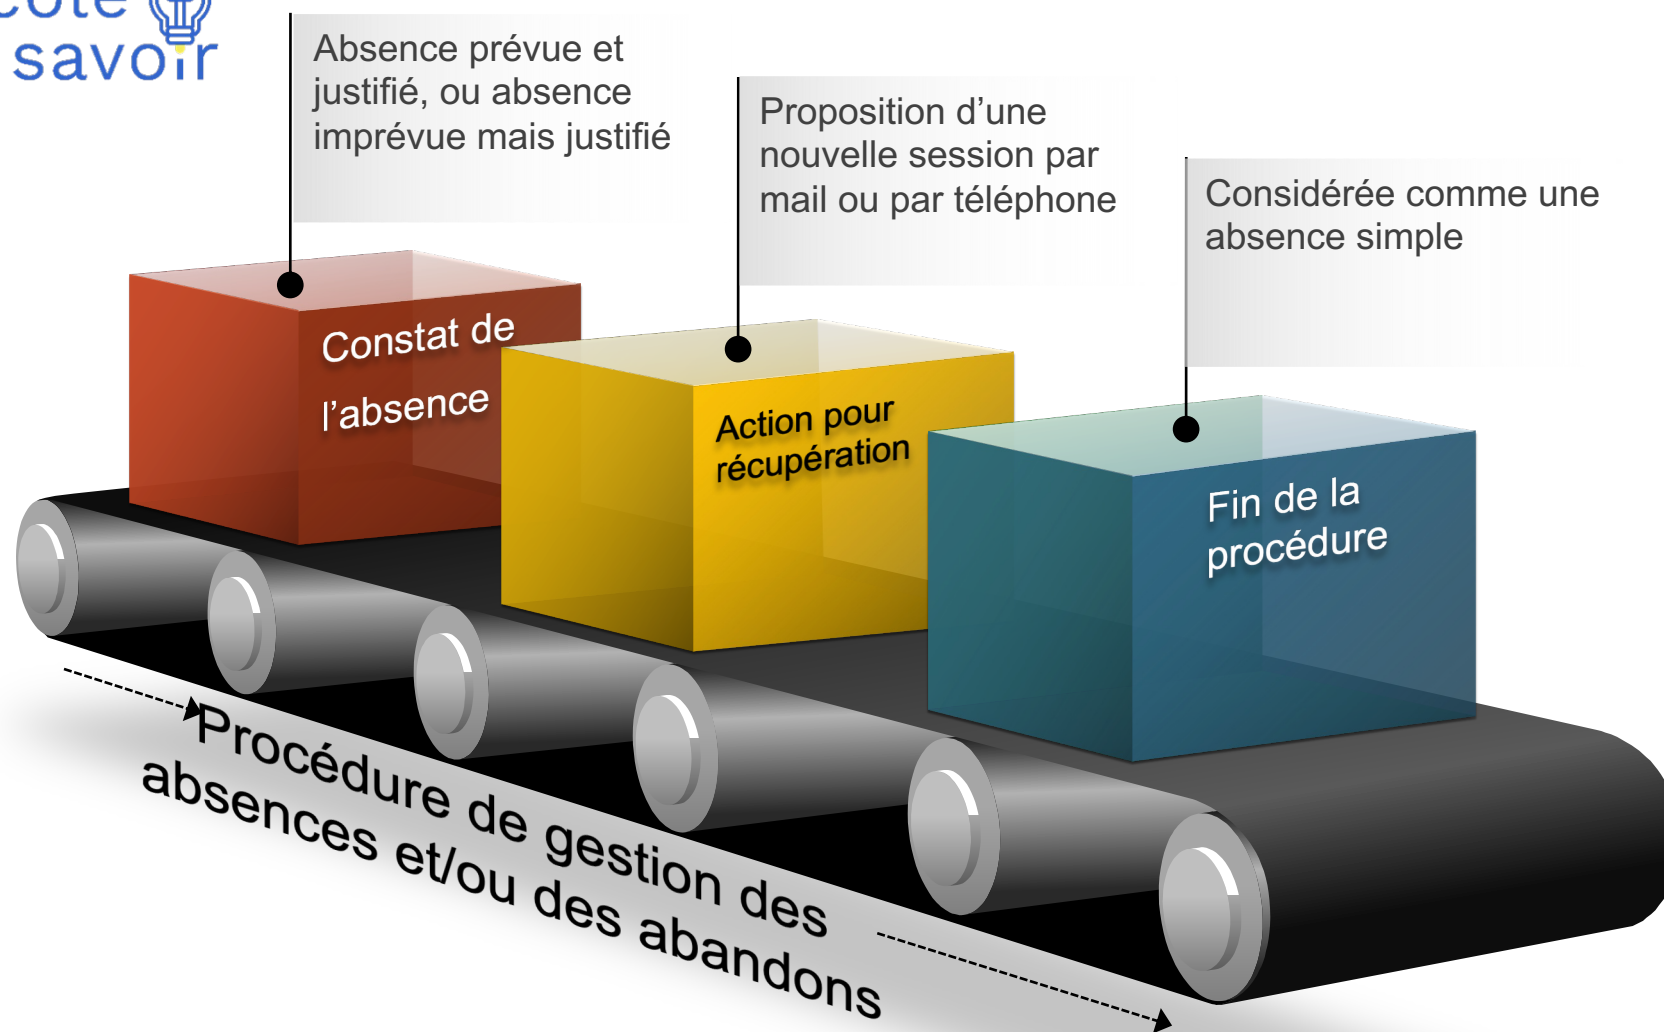 côté
savoir
Absence prévue et
justifié, ou absence
imprévue mais justifié
Proposition d’une
nouvelle session par
mail ou par téléphone
Considérée comme une
absence simple
Constat de
l’absence
Action pour
récupération
Fin de la
procédure
Procédure de gestion des
absences et/ou des abandons